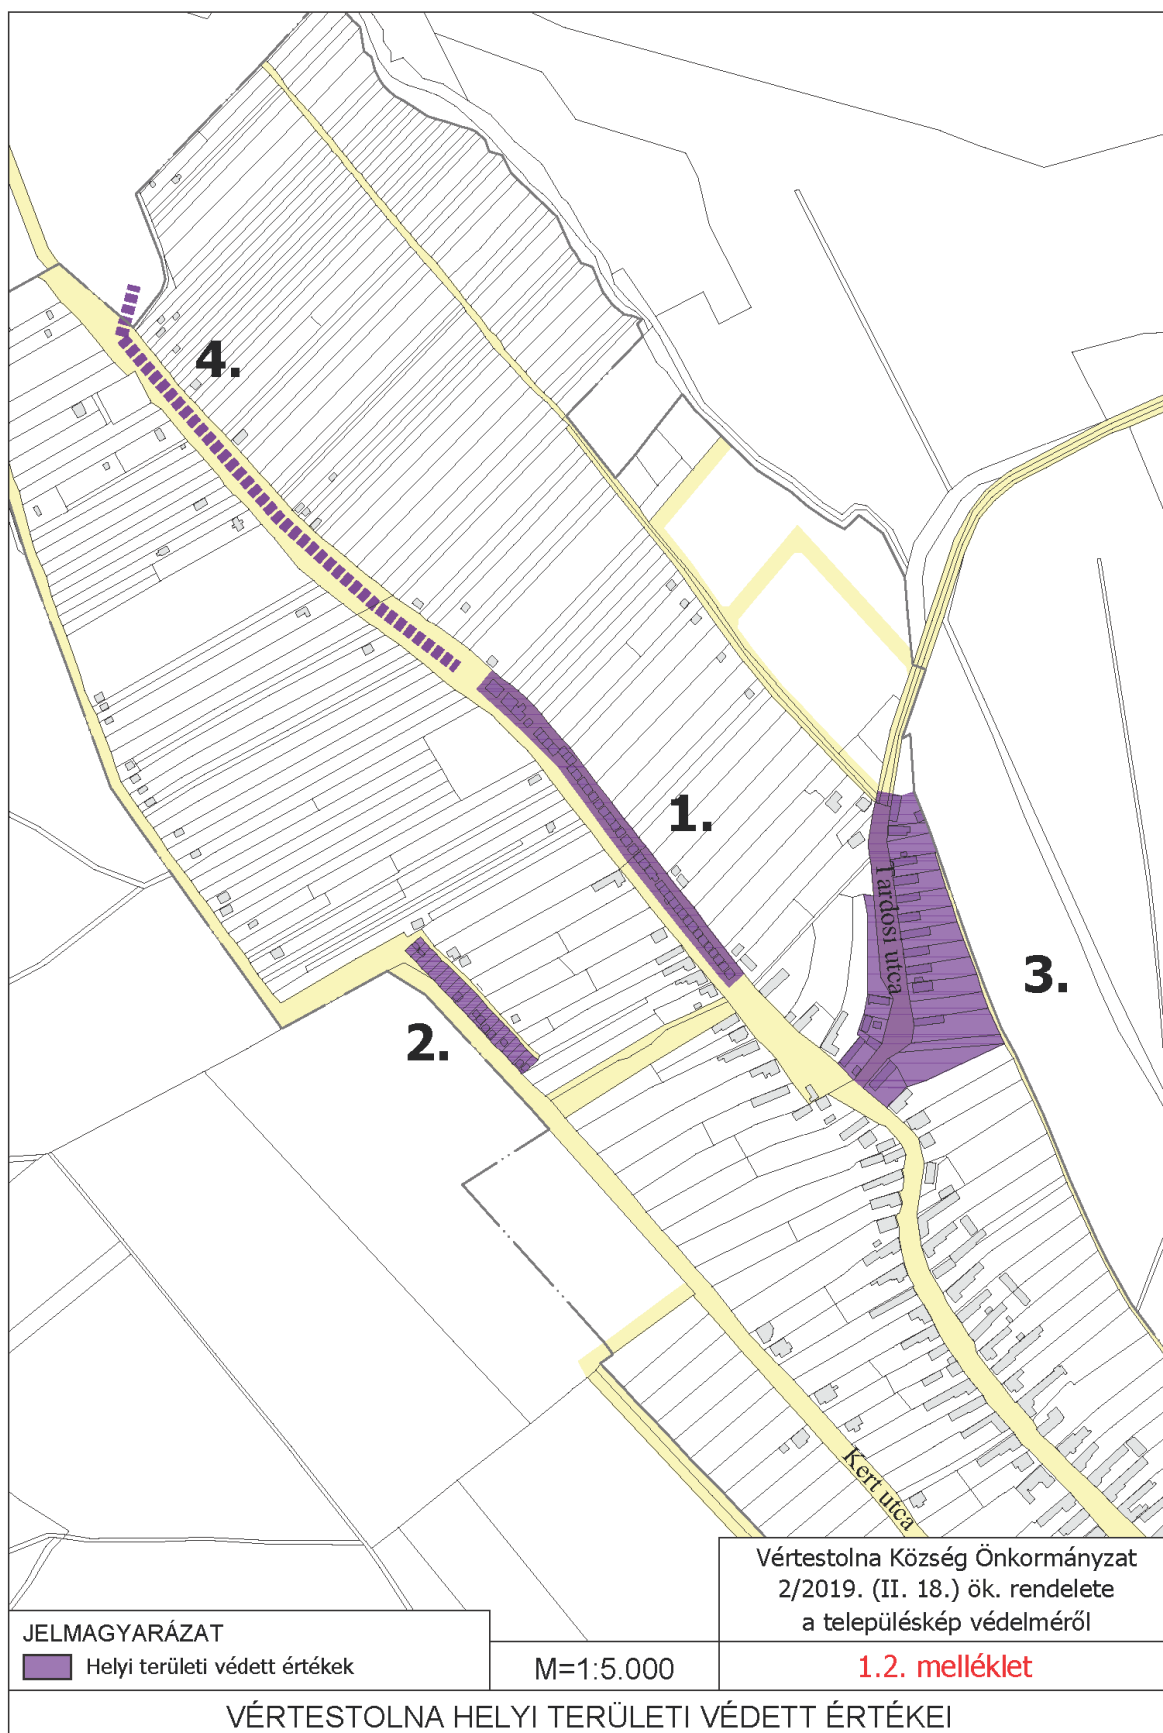 4.
1.
Tardosi utca
3.
2.
Kert utca
Vértestolna Község Önkormányzat
2/2019. (II. 18.) ök. rendelete
a településkép védelméről
JELMAGYARÁZAT
Helyi területi védett értékek
M=1:5.000
1.2. melléklet
VÉRTESTOLNA HELYI TERÜLETI VÉDETT ÉRTÉKEI